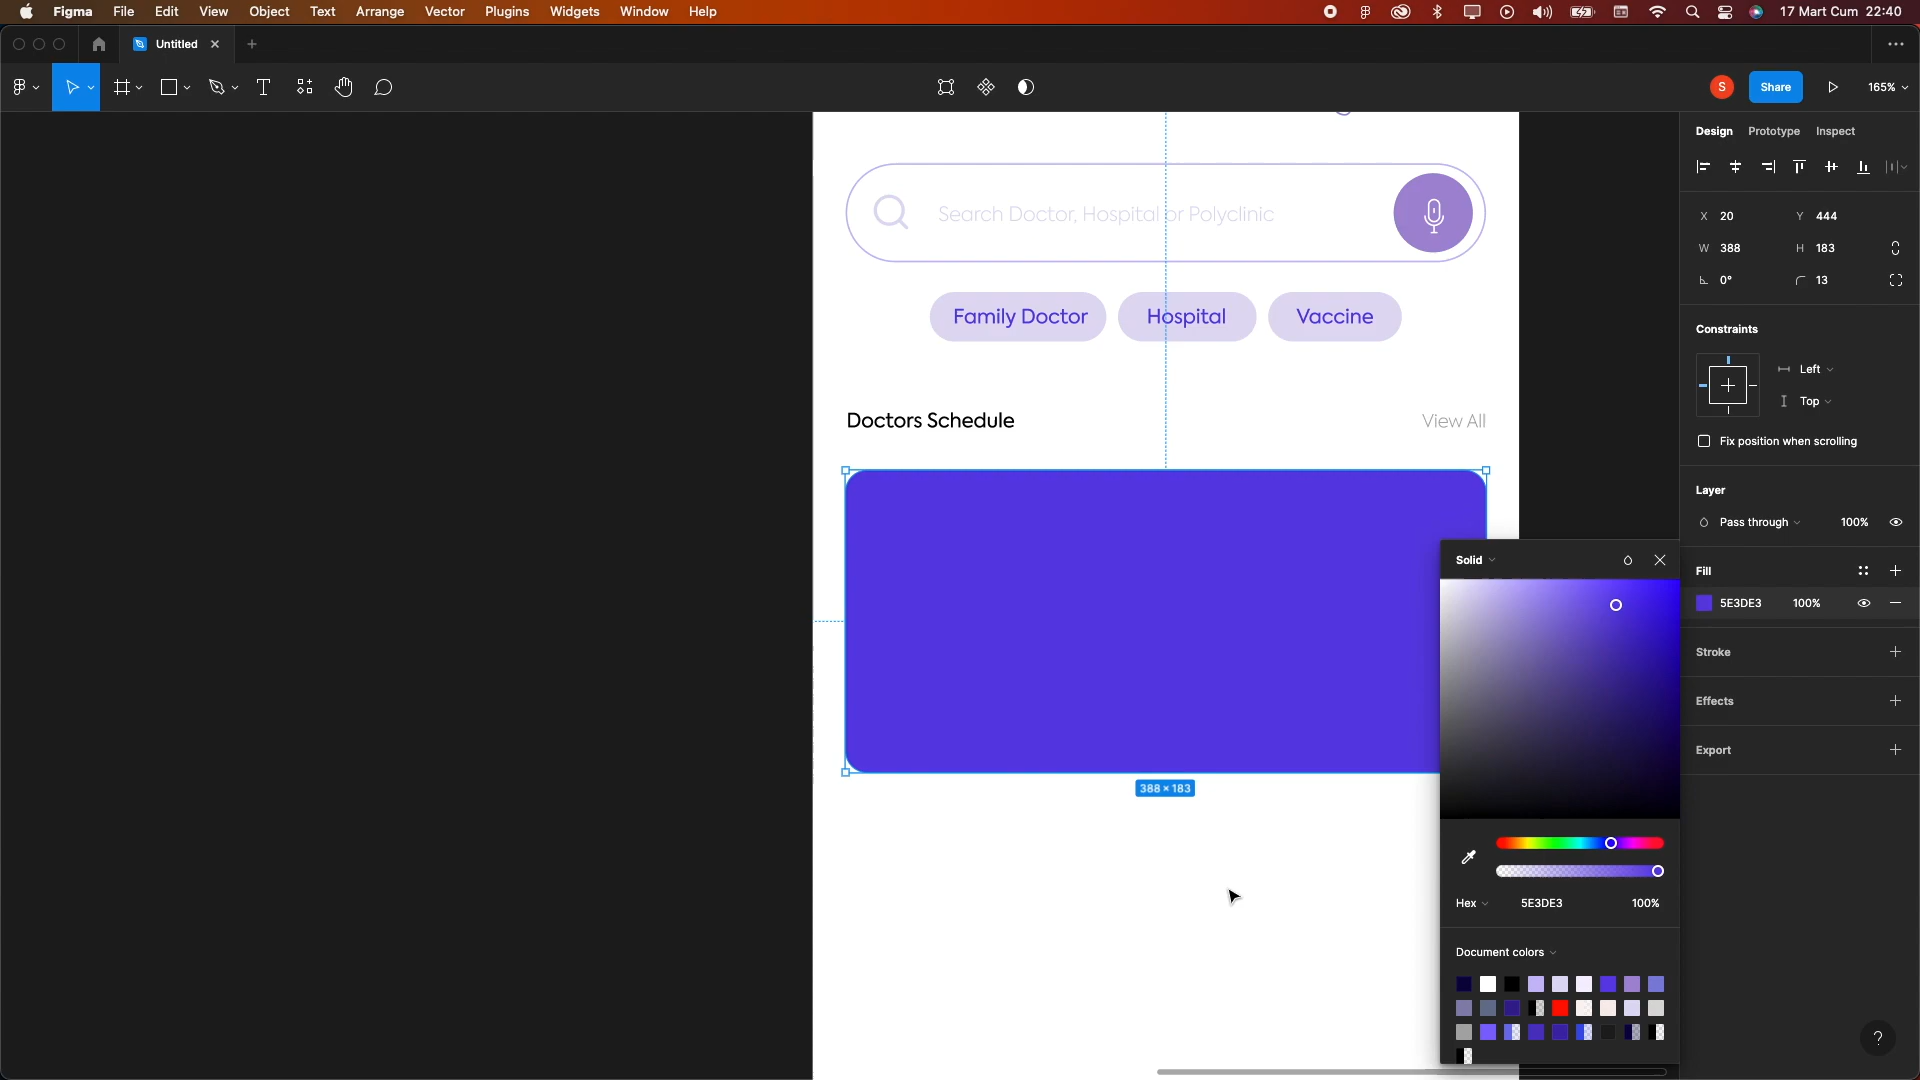 Figma File Edit View Object Text Arrange Vector Plugins Widgets Window Help 17 Mart Cum 22:40
Untitled
S Share 165%
Design Prototype Inspect
X 20 Y 444
W 388 H 183
0° 13
Constraints
Left
Top
Fix position when scrolling
Layer
Pass through 100%
Fill
5E3DE3 100%
Stroke
Effects
Export
Search Doctor, Hospital or Polyclinic
Family Doctor Hospital Vaccine
Doctors Schedule View All
388 × 183
Solid
Hex 5E3DE3 100%
Document colors
?